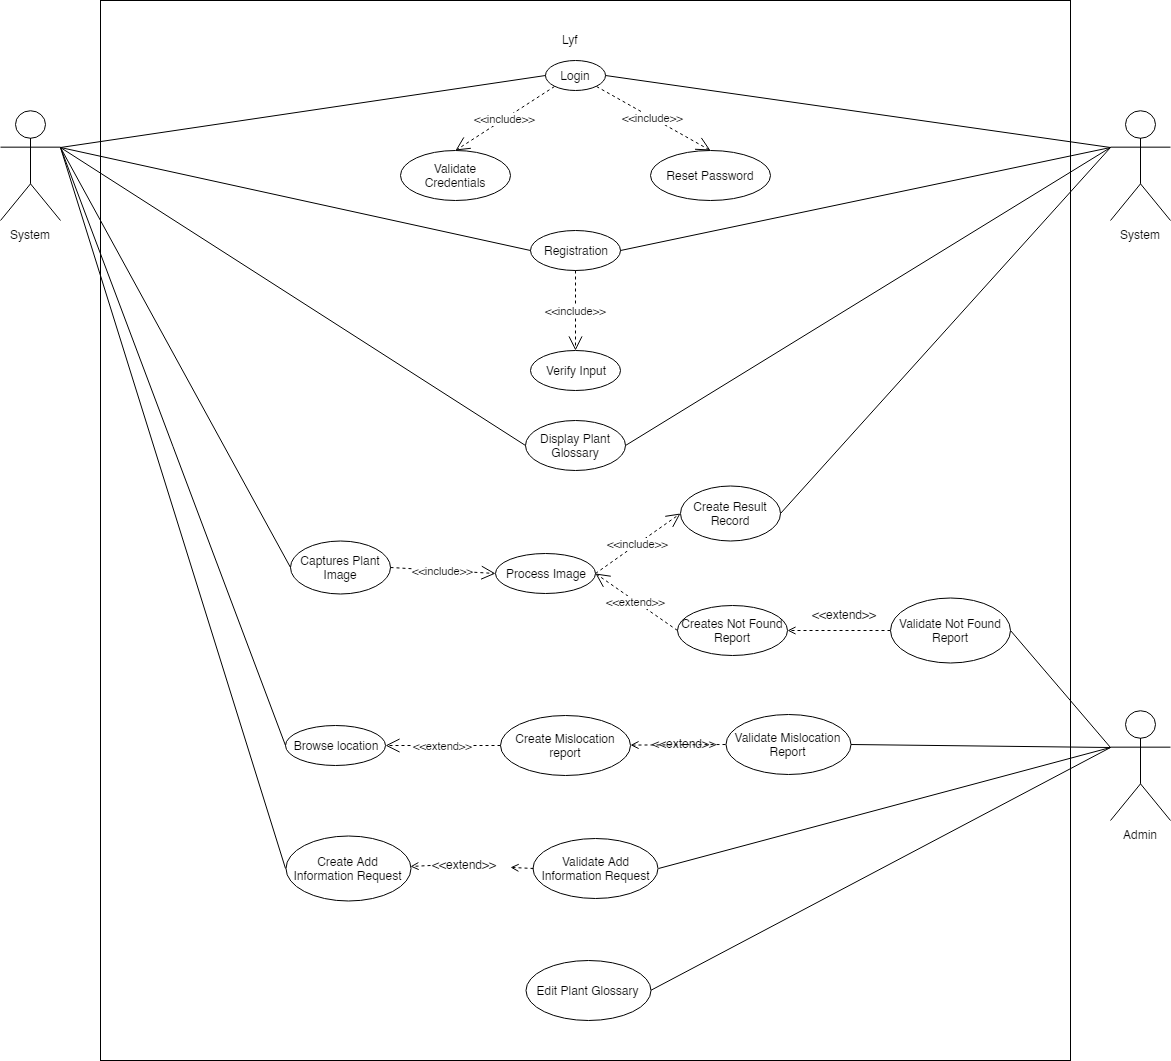 Lyf
Login
<<include>>
<<include>>
Validate
Credentials
Reset Password
System
System
Registration
<<include>>
Verify Input
Display Plant
Glossary
Create Result
Record
<<include>>
Captures Plant
Image
<<include>>
Process Image
<<extend>>
Creates Not Found
Report
<<extend>>
Validate Not Found
Report
Browse location
<<extend>>
Create Mislocation
report
<<extend>>
Validate Mislocation
Report
Admin
Create Add
Information Request
<<extend>>
Validate Add
Information Request
Edit Plant Glossary